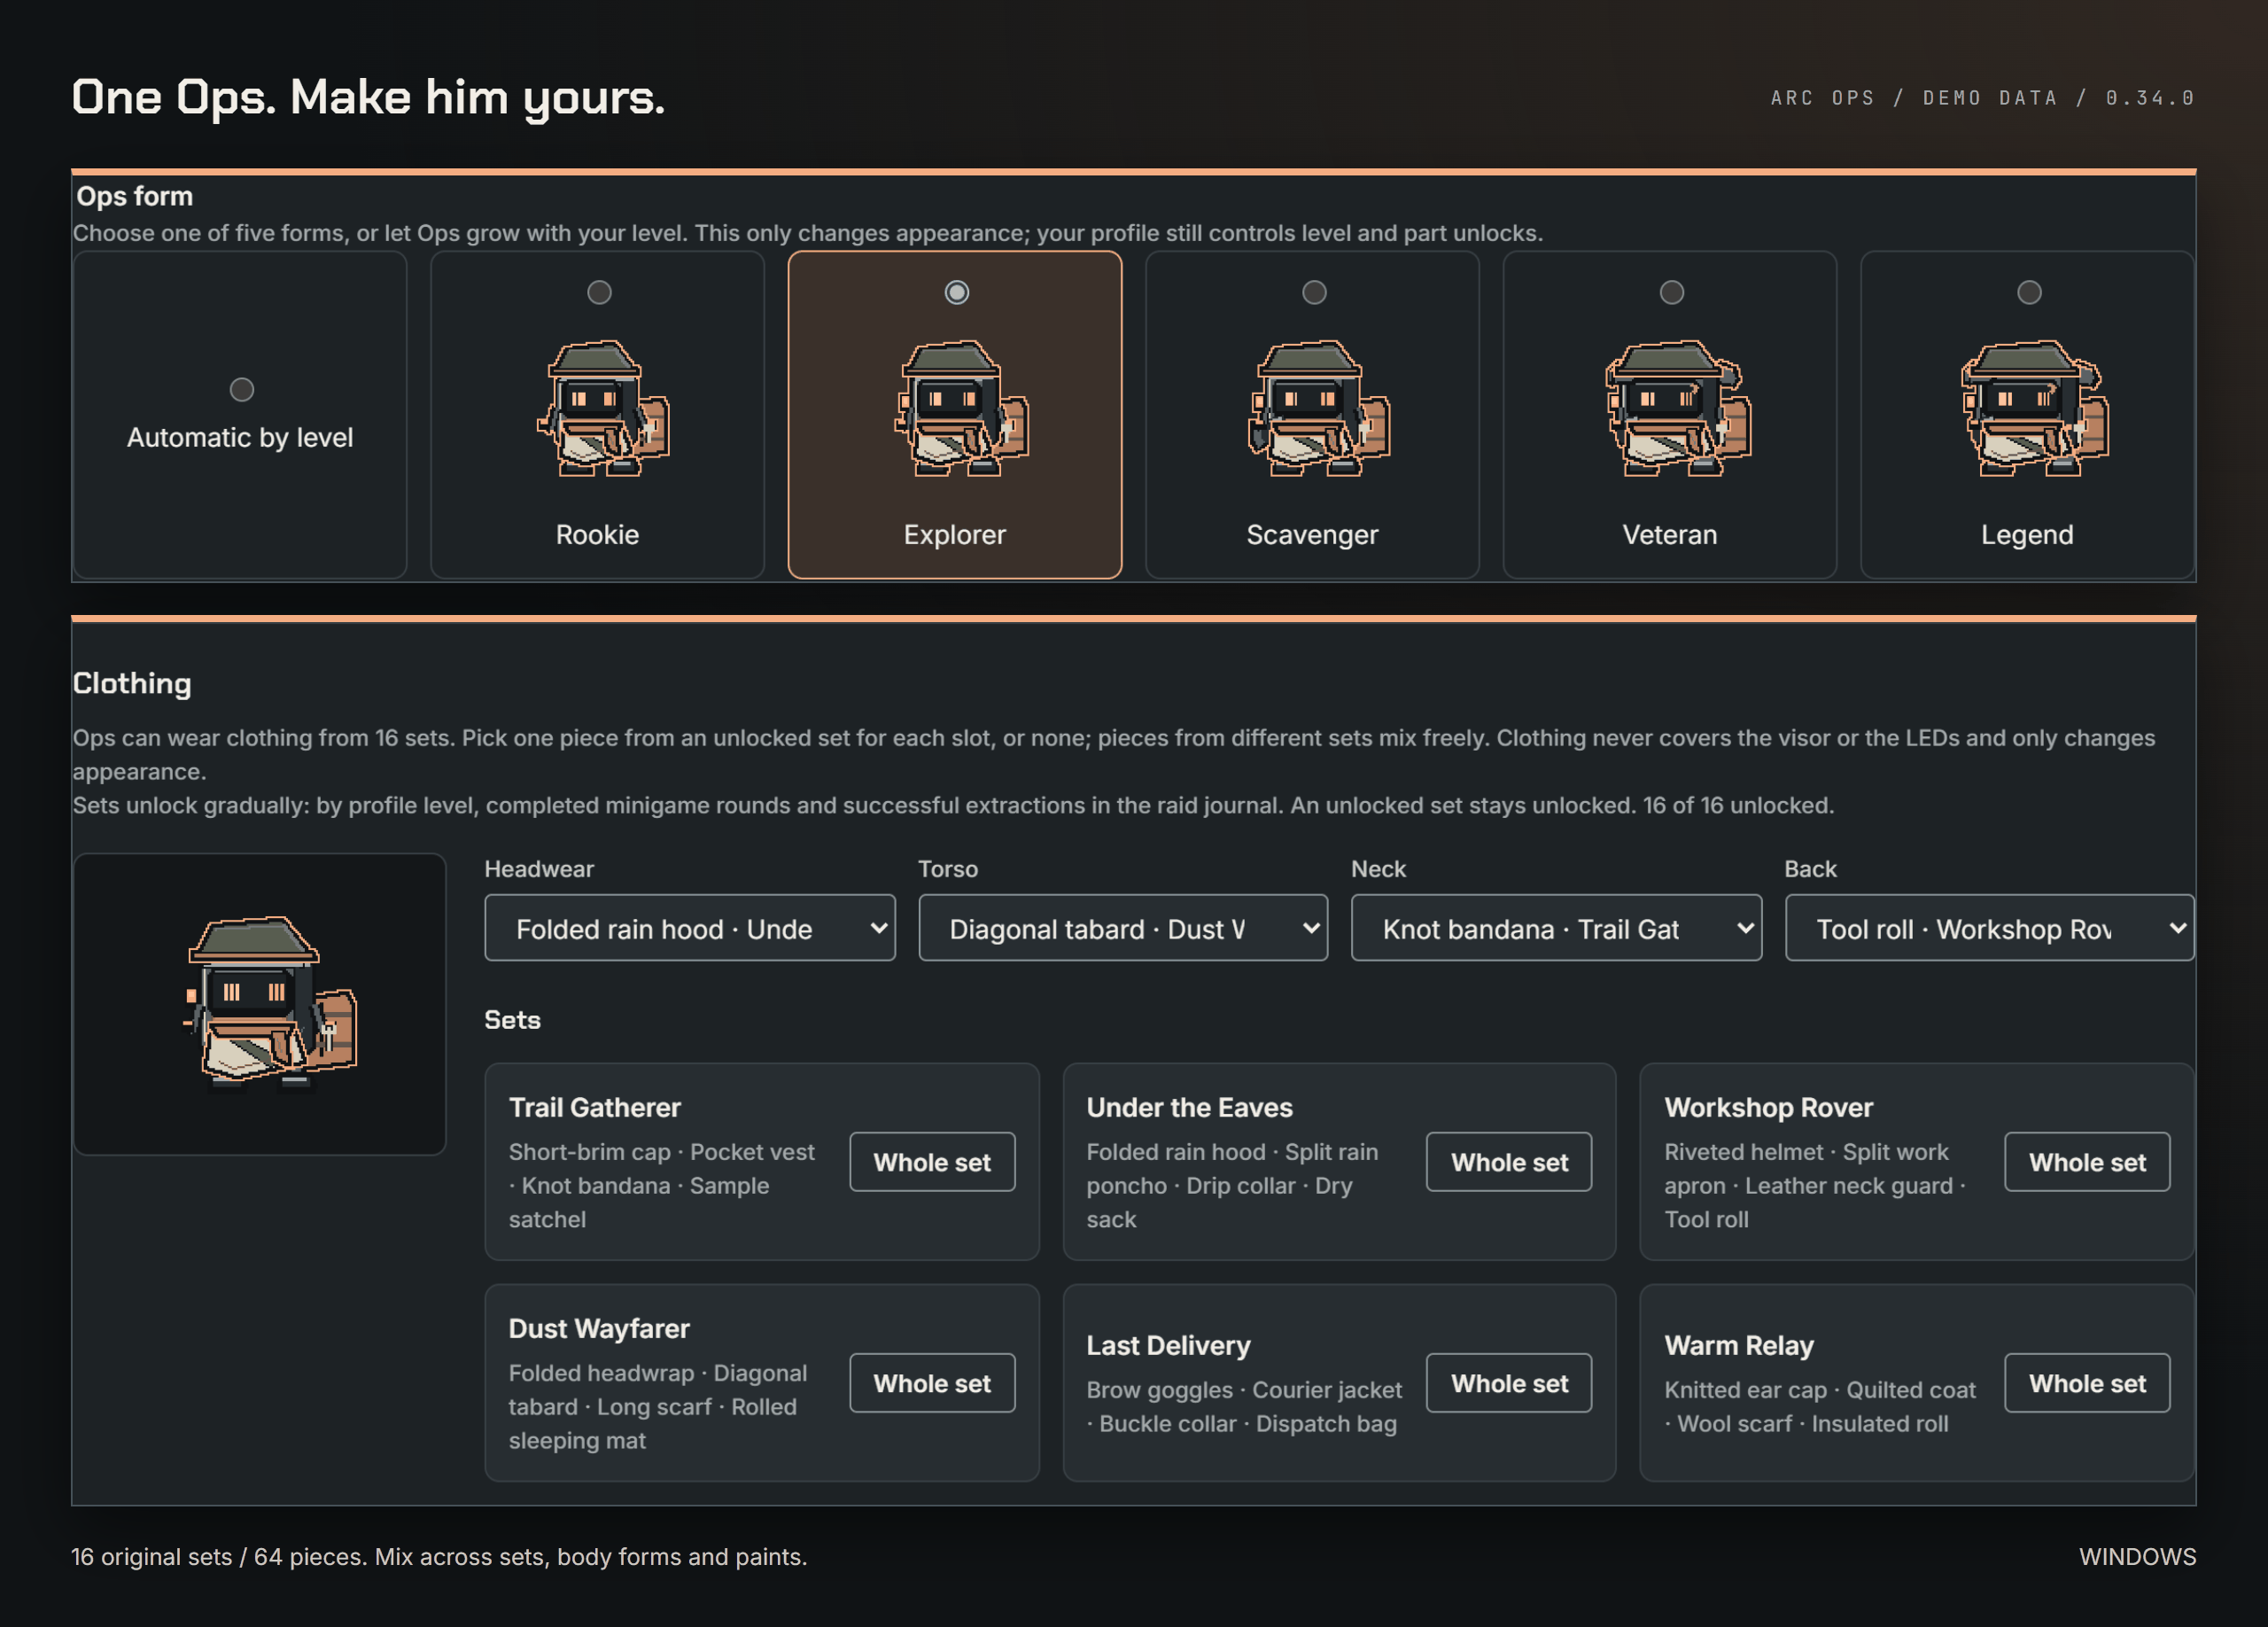 One Ops. Make him yours.
ARC OPS / DEMO DATA / 0.34.0
Ops form
Choose one of five forms, or let Ops grow with your level. This only changes appearance; your profile still controls level and part unlocks.
Automatic by level
Rookie
Explorer
Scavenger
Veteran
Legend
Clothing
Ops can wear clothing from 16 sets. Pick one piece from an unlocked set for each slot, or none; pieces from different sets mix freely. Clothing never covers the visor or the LEDs and only changes
appearance.
Sets unlock gradually: by profile level, completed minigame rounds and successful extractions in the raid journal. An unlocked set stays unlocked. 16 of 16 unlocked.
Headwear
Folded rain hood · Unde
Torso
Diagonal tabard · Dust W
Neck
Knot bandana · Trail Gat
Back
Tool roll · Workshop Rov
Sets
Trail Gatherer
Short-brim cap · Pocket vest
· Knot bandana · Sample
satchel
Whole set
Under the Eaves
Folded rain hood · Split rain
poncho · Drip collar · Dry
sack
Whole set
Workshop Rover
Riveted helmet · Split work
apron · Leather neck guard ·
Tool roll
Whole set
Dust Wayfarer
Folded headwrap · Diagonal
tabard · Long scarf · Rolled
sleeping mat
Whole set
Last Delivery
Brow goggles · Courier jacket
· Buckle collar · Dispatch bag
Whole set
Warm Relay
Knitted ear cap · Quilted coat
· Wool scarf · Insulated roll
Whole set
16 original sets / 64 pieces. Mix across sets, body forms and paints.
WINDOWS